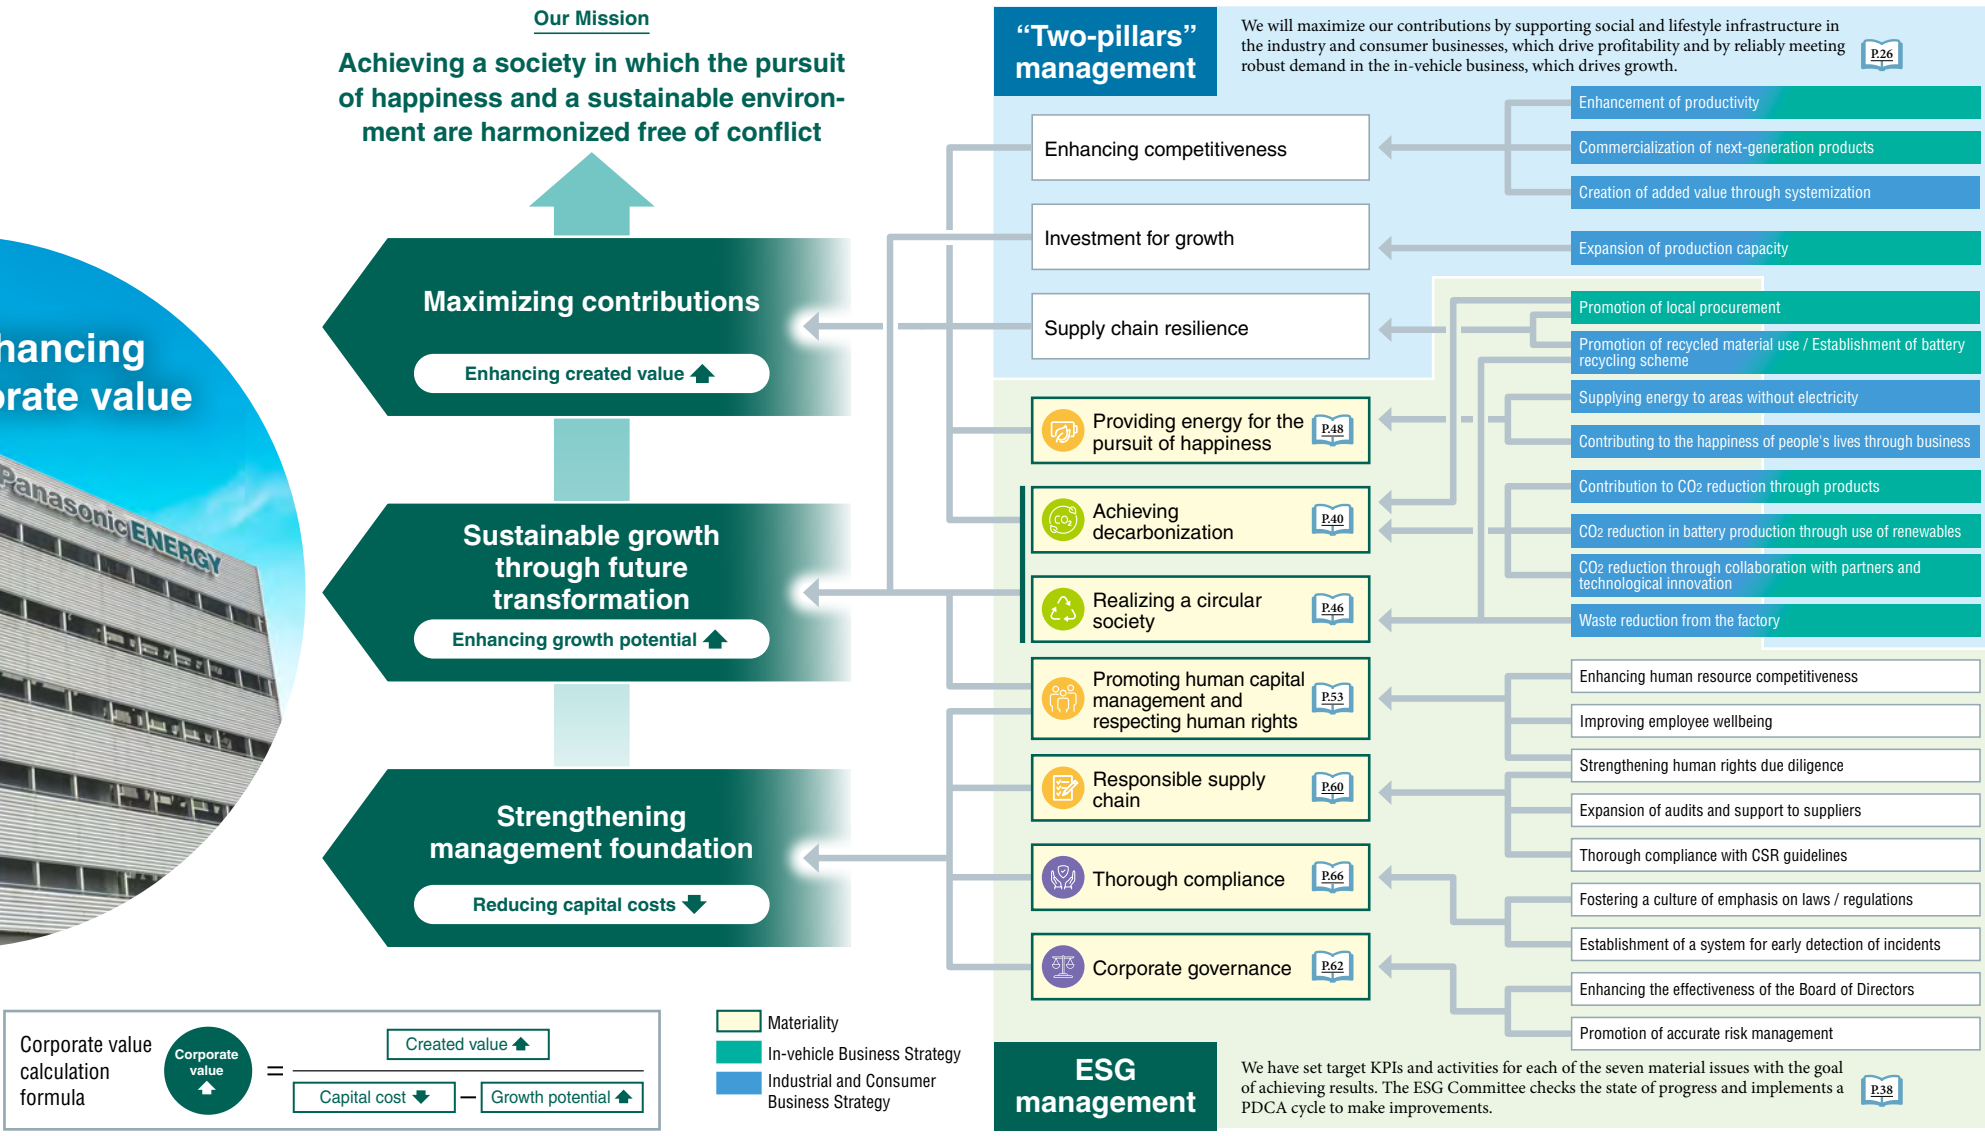 Our Mission
Achieving a society in which the pursuit
of happiness and a sustainable environ-
ment are harmonized free of conflict
hancing
orate value
Panasonic ENERGY
Maximizing contributions
Enhancing created value
Sustainable growth
through future
transformation
Enhancing growth potential
Strengthening
management foundation
Reducing capital costs
“Two-pillars”
management
We will maximize our contributions by supporting social and lifestyle infrastructure in
the industry and consumer businesses, which drive profitability and by reliably meeting
robust demand in the in-vehicle business, which drives growth.
P.26
Enhancing competitiveness
Investment for growth
Supply chain resilience
Providing energy for the
pursuit of happiness
P.48
CO2
Achieving
decarbonization
P.40
Realizing a circular
society
P.46
Promoting human capital
management and
respecting human rights
P.53
Responsible supply
chain
P.60
Thorough compliance
P.66
Corporate governance
P.62
Enhancement of productivity
Commercialization of next-generation products
Creation of added value through systemization
Expansion of production capacity
Promotion of local procurement
Promotion of recycled material use / Establishment of battery
recycling scheme
Supplying energy to areas without electricity
Contributing to the happiness of people's lives through business
Contribution to CO2 reduction through products
CO2 reduction in battery production through use of renewables
CO2 reduction through collaboration with partners and
technological innovation
Waste reduction from the factory
Enhancing human resource competitiveness
Improving employee wellbeing
Strengthening human rights due diligence
Expansion of audits and support to suppliers
Thorough compliance with CSR guidelines
Fostering a culture of emphasis on laws / regulations
Establishment of a system for early detection of incidents
Enhancing the effectiveness of the Board of Directors
Promotion of accurate risk management
ESG
management
We have set target KPIs and activities for each of the seven material issues with the goal
of achieving results. The ESG Committee checks the state of progress and implements a
PDCA cycle to make improvements.
P.38
Corporate value
calculation
formula
Corporate
value
=
Created value
Capital cost
—
Growth potential
Materiality
In-vehicle Business Strategy
Industrial and Consumer
Business Strategy